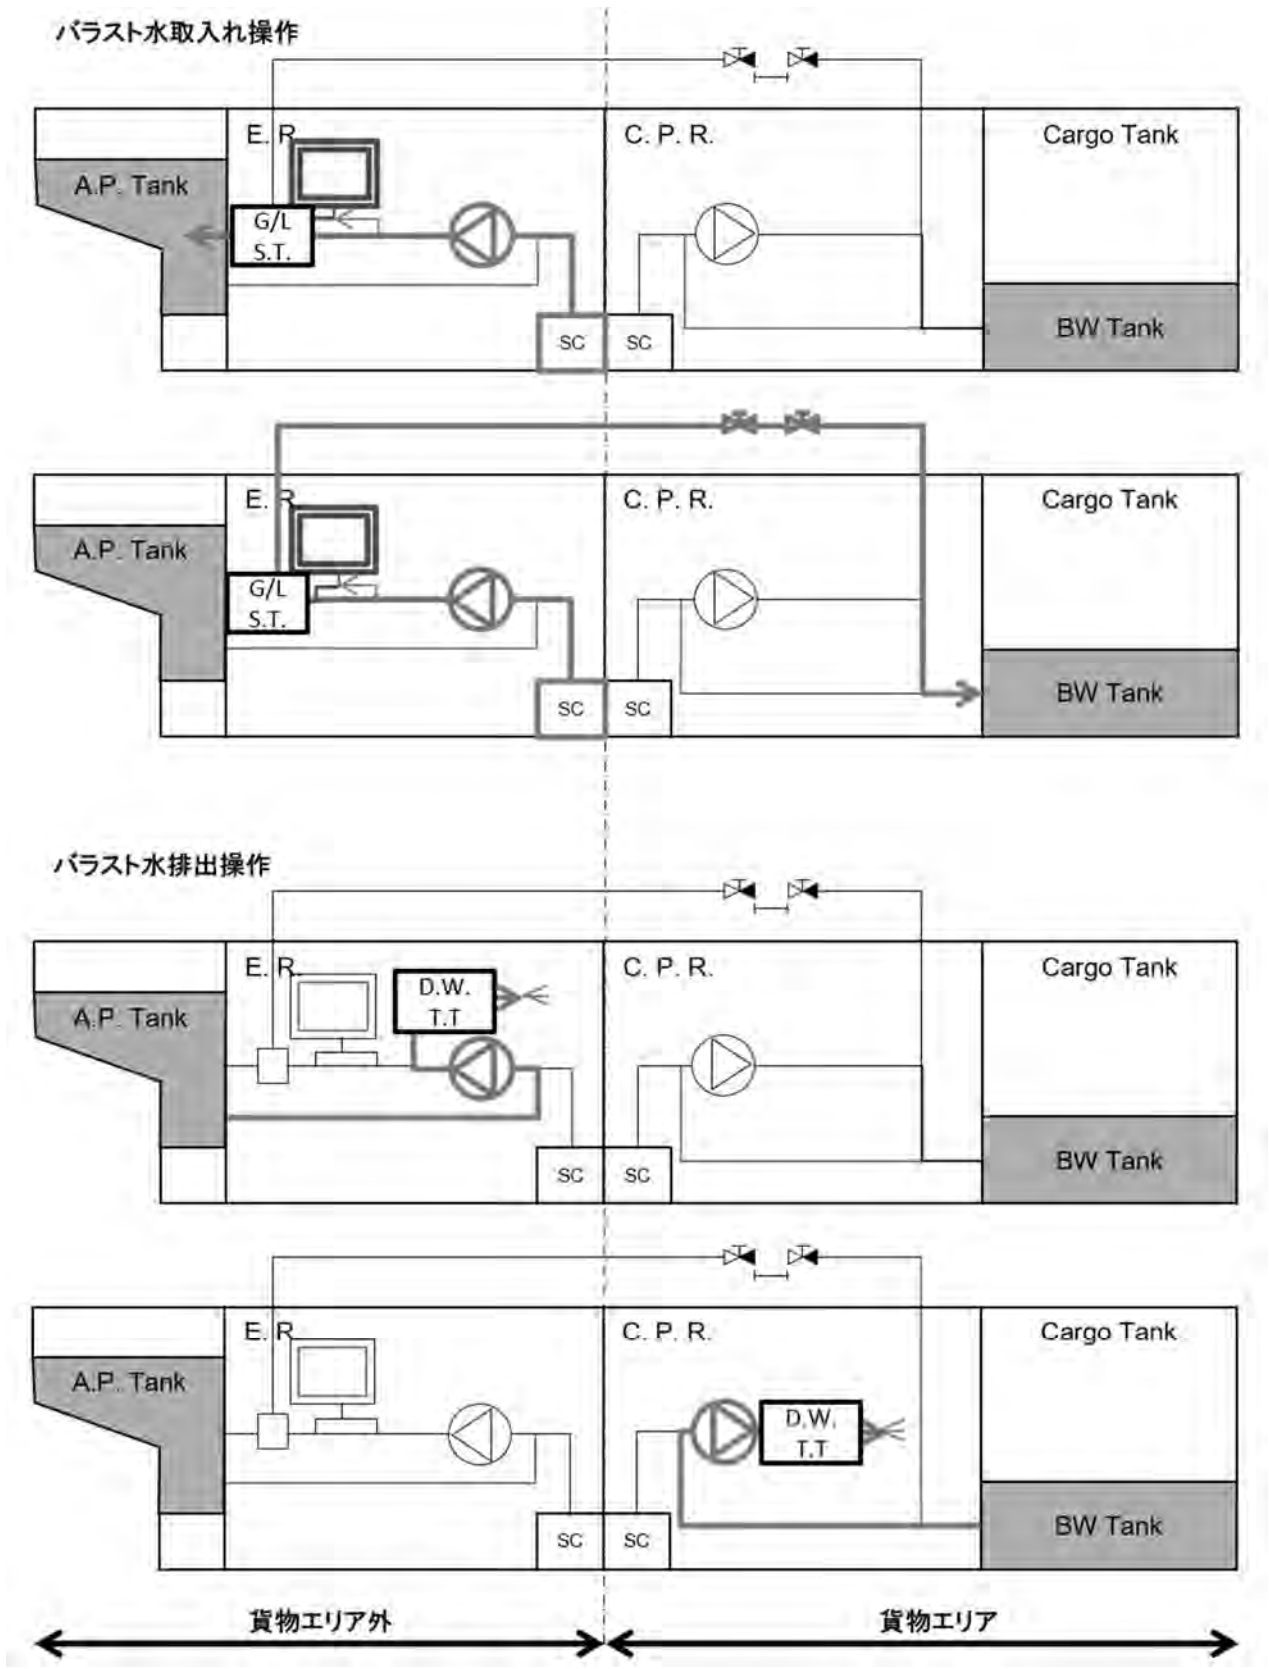 バラスト水取入れ操作
E. R.
C. P. R.
Cargo Tank
A.P. Tank
G/L
S.T.
SC
SC
BW Tank
E. R.
C. P. R.
Cargo Tank
A.P. Tank
G/L
S.T.
SC
SC
BW Tank
バラスト水排出操作
E. R.
C. P. R.
Cargo Tank
A.P. Tank
D.W.
T.T
SC
SC
BW Tank
E. R.
C. P. R.
Cargo Tank
A.P. Tank
D.W.
T.T
SC
SC
BW Tank
貨物エリア外
貨物エリア